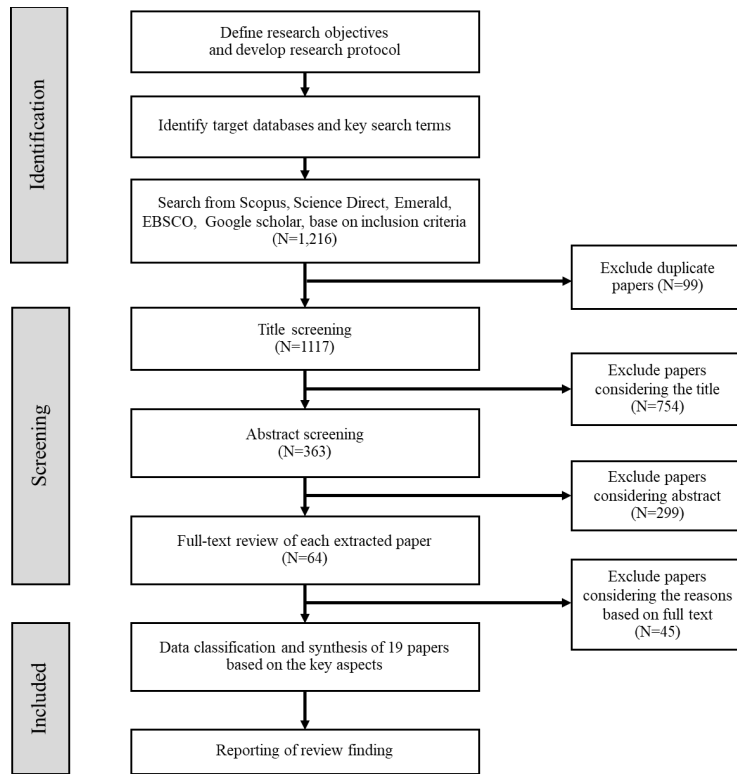 Identification
Define research objectives
and develop research protocol
Identify target databases and key search terms
Search from Scopus, Science Direct, Emerald,
EBSCO, Google scholar, base on inclusion criteria
(N=1,216)
Exclude duplicate
papers (N=99)
Screening
Title screening
(N=1117)
Exclude papers
considering the title
(N=754)
Abstract screening
(N=363)
Exclude papers
considering abstract
(N=299)
Full-text review of each extracted paper
(N=64)
Exclude papers
considering the reasons
based on full text
(N=45)
Included
Data classification and synthesis of 19 papers
based on the key aspects
Reporting of review finding